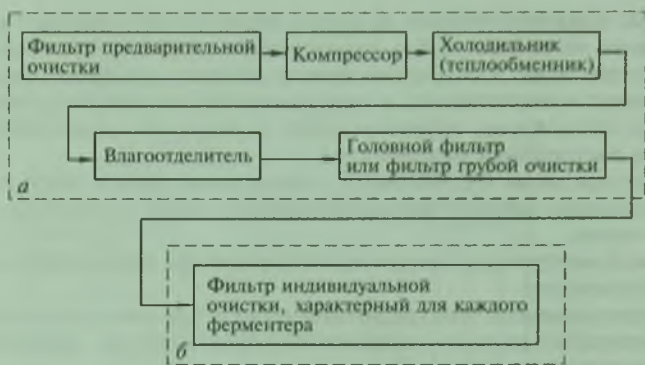 Фильтр предварительной
очистки
Компрессор
Холодильник
(теплообменник)
Влагоотделитель
Головной фильтр
или фильтр грубой очистки
а
Фильтр индивидуальной
очистки, характерный для каждого
ферментера
б